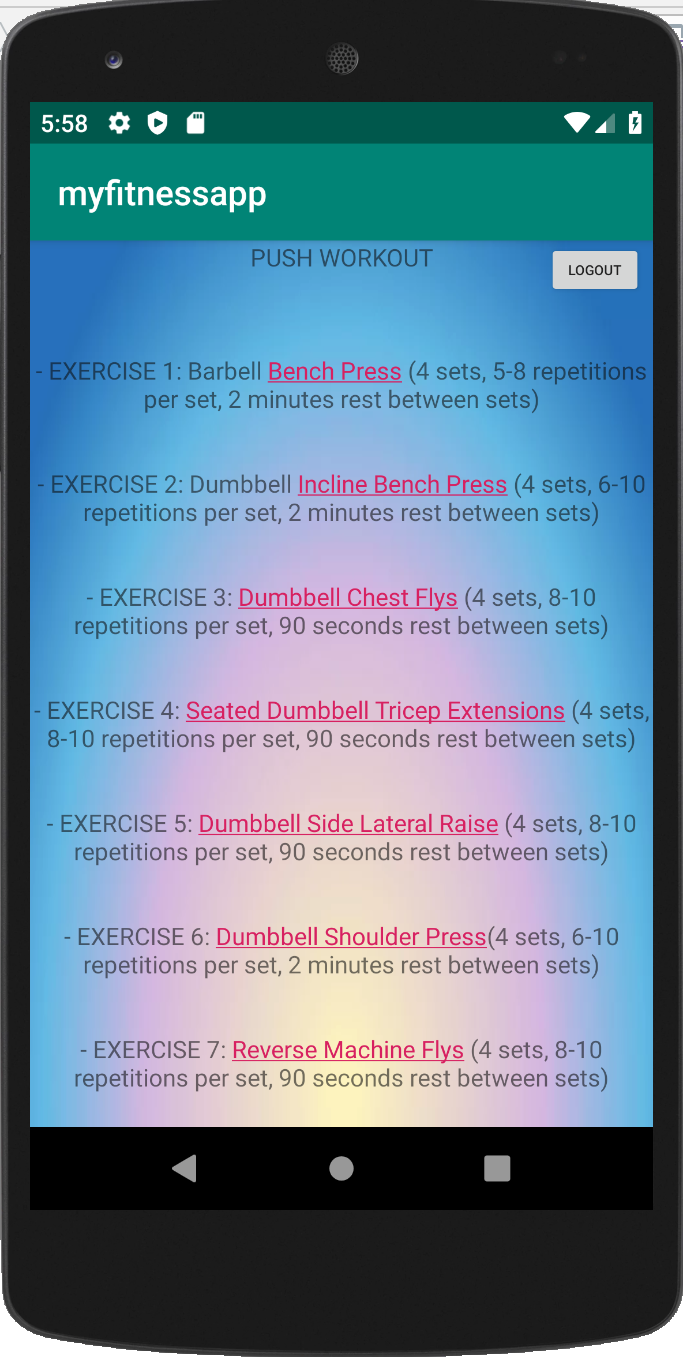 5:58
myfitnessapp
PUSH WORKOUT
LOGOUT
- EXERCISE 1: Barbell Bench Press (4 sets, 5-8 repetitions
per set, 2 minutes rest between sets)
- EXERCISE 2: Dumbbell Incline Bench Press (4 sets, 6-10
repetitions per set, 2 minutes rest between sets)
- EXERCISE 3: Dumbbell Chest Flys (4 sets, 8-10
repetitions per set, 90 seconds rest between sets)
- EXERCISE 4: Seated Dumbbell Tricep Extensions (4 sets,
8-10 repetitions per set, 90 seconds rest between sets)
- EXERCISE 5: Dumbbell Side Lateral Raise (4 sets, 8-10
repetitions per set, 90 seconds rest between sets)
- EXERCISE 6: Dumbbell Shoulder Press(4 sets, 6-10
repetitions per set, 2 minutes rest between sets)
- EXERCISE 7: Reverse Machine Flys (4 sets, 8-10
repetitions per set, 90 seconds rest between sets)